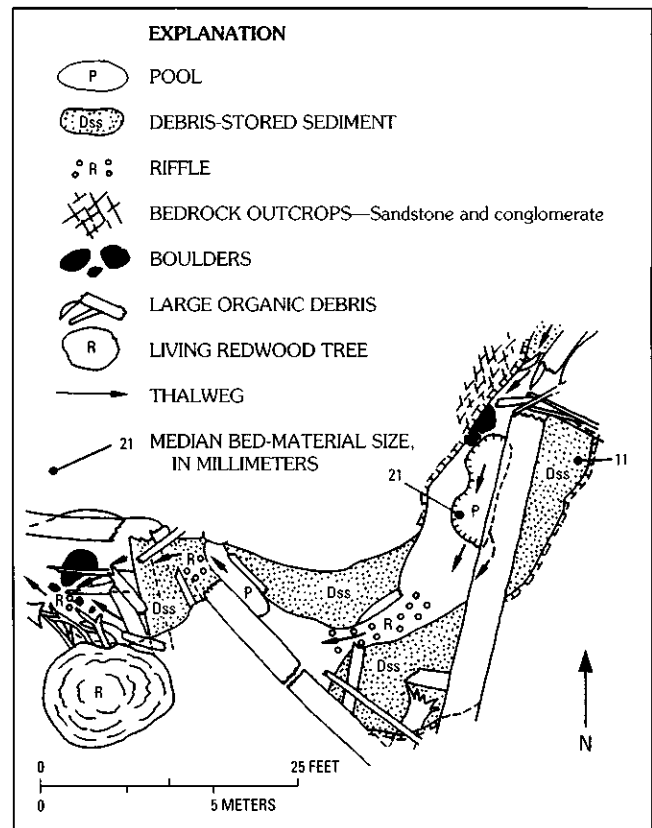 EXPLANATION
P POOL
Dss DEBRIS-STORED SEDIMENT
R RIFFLE
BEDROCK OUTCROPS—Sandstone and conglomerate
BOULDERS
LARGE ORGANIC DEBRIS
R LIVING REDWOOD TREE
THALWEG
21 MEDIAN BED-MATERIAL SIZE,
IN MILLIMETERS
11
Dss
21
P
R
P
Dss
R
Dss
R
Dss
R
N
0 25 FEET
0 5 METERS